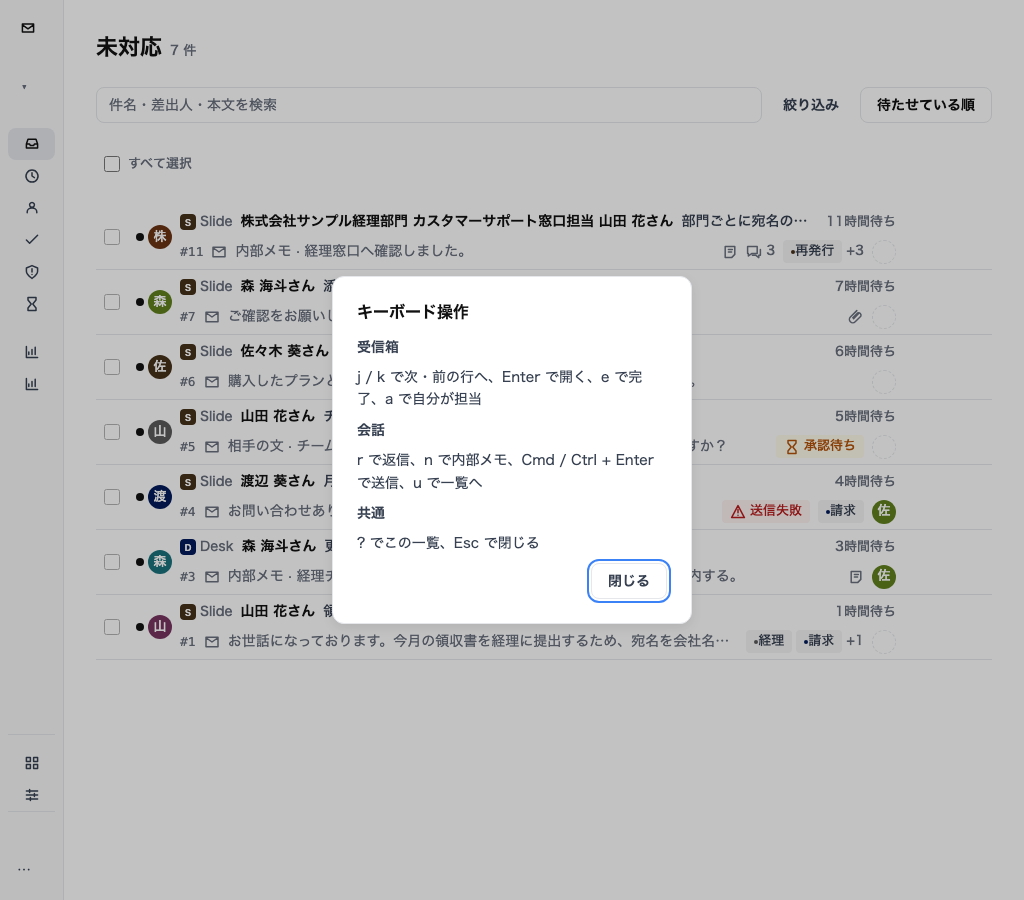 未対応 7 件
件名・差出人・本文を検索
絞り込み
待たせている順
すべて選択
株
S Slide 株式会社サンプル経理部門 カスタマーサポート窓口担当 山田 花さん 部門ごとに宛名の… 11時間待ち
#11 内部メモ · 経理窓口へ確認しました。 3 •再発行 +3
森
S Slide 森 海斗さん 7時間待ち
#7 ご確認をお願いし
佐
S Slide 佐々木 葵さん 6時間待ち
#6 購入したプランと 。
山
S Slide 山田 花さん 5時間待ち
#5 相手の文 · チーム すか？ 承認待ち
渡
S Slide 渡辺 葵さん 4時間待ち
#4 お問い合わせあり 送信失敗 •請求 佐
森
D Desk 森 海斗さん 3時間待ち
#3 内部メモ · 経理チ 内する。 佐
山
S Slide 山田 花さん 領 1時間待ち
#1 お世話になっております。今月の領収書を経理に提出するため、宛名を会社名… •経理 •請求 +1
キーボード操作
受信箱
j / k で次・前の行へ、Enter で開く、e で完
了、a で自分が担当
会話
r で返信、n で内部メモ、Cmd / Ctrl + Enter
で送信、u で一覧へ
共通
? でこの一覧、Esc で閉じる
閉じる